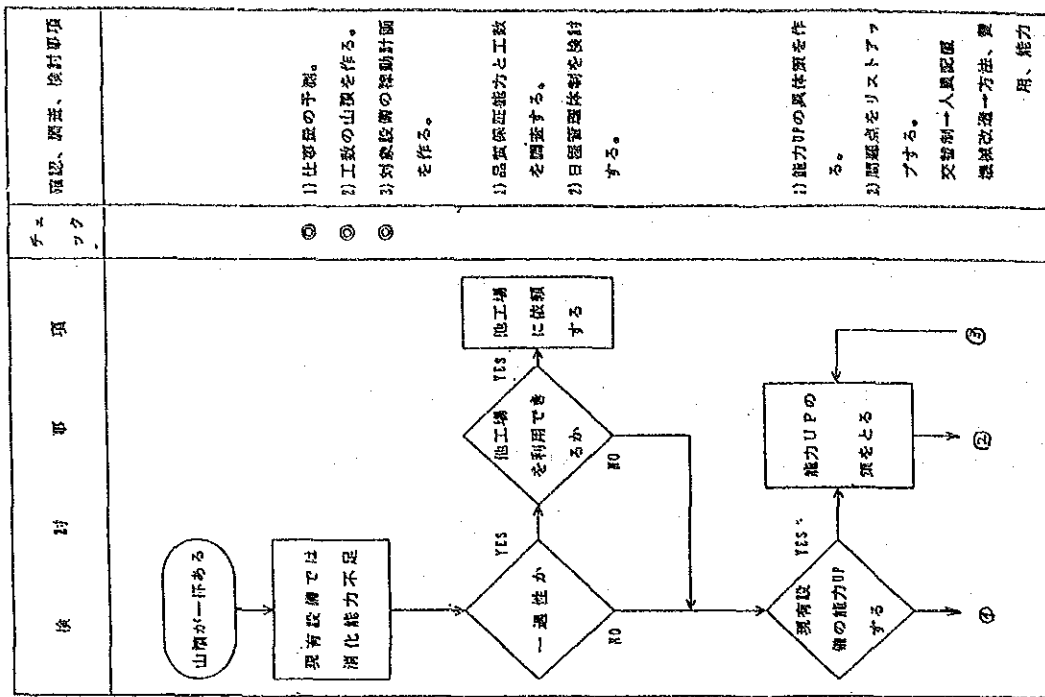 検討事項
チェック
確認、調査、検討事項
山積が一杯ある
現有設備では
消化能力不足
◎ 1)仕事量の予測。
◎ 2)工数の山積を作る。
◎ 3)対象設備の稼動計画
を作る。
一過性か
YES
NO
他工場
を利用でき
るか
YES
NO
他工場
に依頼
する
1)品質保証能力と工数
を調査する。
2)日程管理体制を検討
する。
現有設
備の能力UP
する
YES
能力UPの
策をとる
①
②
③
1)能力UPの具体策を作
る。
2)問題点をリストアッ
プする。
交替制→人員配置
機械改造→方法、費
用、能力